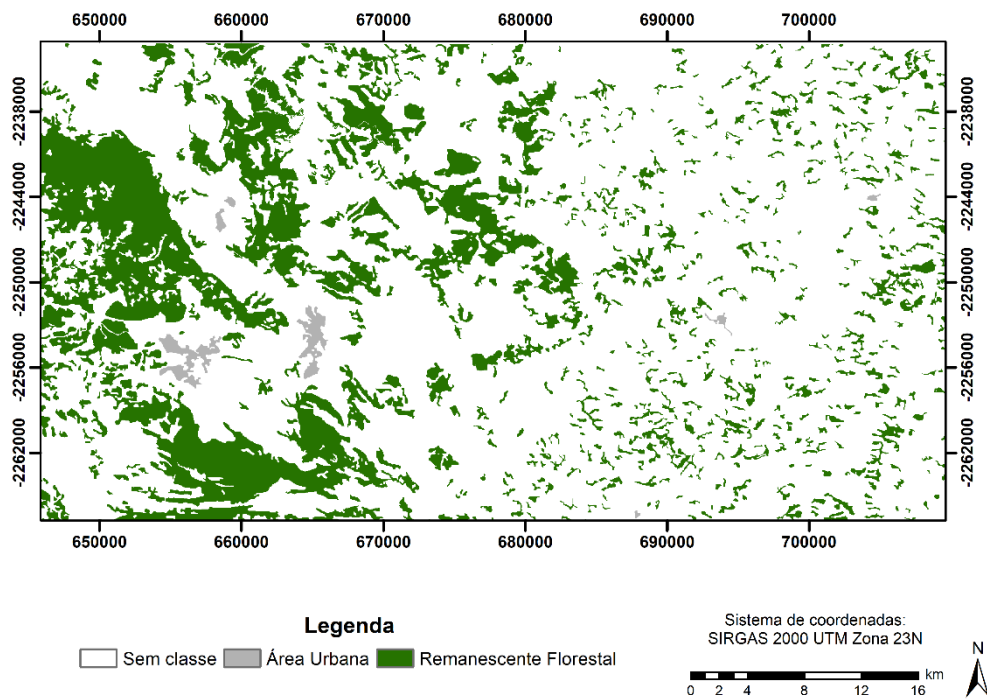 650000 660000 670000 680000 690000 700000
-2238000 -2238000
-2244000 -2244000
-2250000 -2250000
-2256000 -2256000
-2262000 -2262000
650000 660000 670000 680000 690000 700000
Legenda
Sem classe Área Urbana Remanescente Florestal
Sistema de coordenadas:
SIRGAS 2000 UTM Zona 23N
N
km
0 2 4 8 12 16